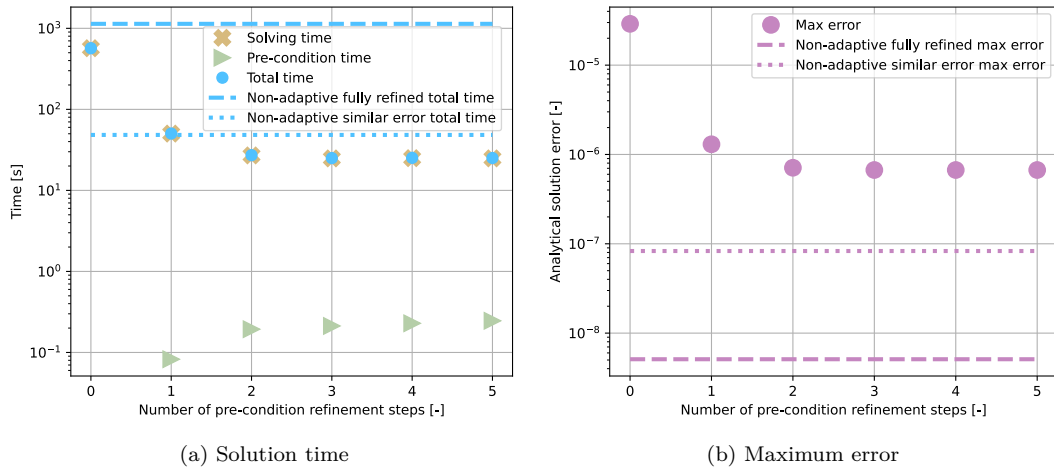 10³
10²
10¹
10⁰
10⁻¹
Time [s]
Solving time
Pre-condition time
Total time
Non-adaptive fully refined total time
Non-adaptive similar error total time
0 1 2 3 4 5
Number of pre-condition refinement steps [-]
(a) Solution time
10⁻⁵
10⁻⁶
10⁻⁷
10⁻⁸
Analytical solution error [-]
Max error
Non-adaptive fully refined max error
Non-adaptive similar error max error
0 1 2 3 4 5
Number of pre-condition refinement steps [-]
(b) Maximum error